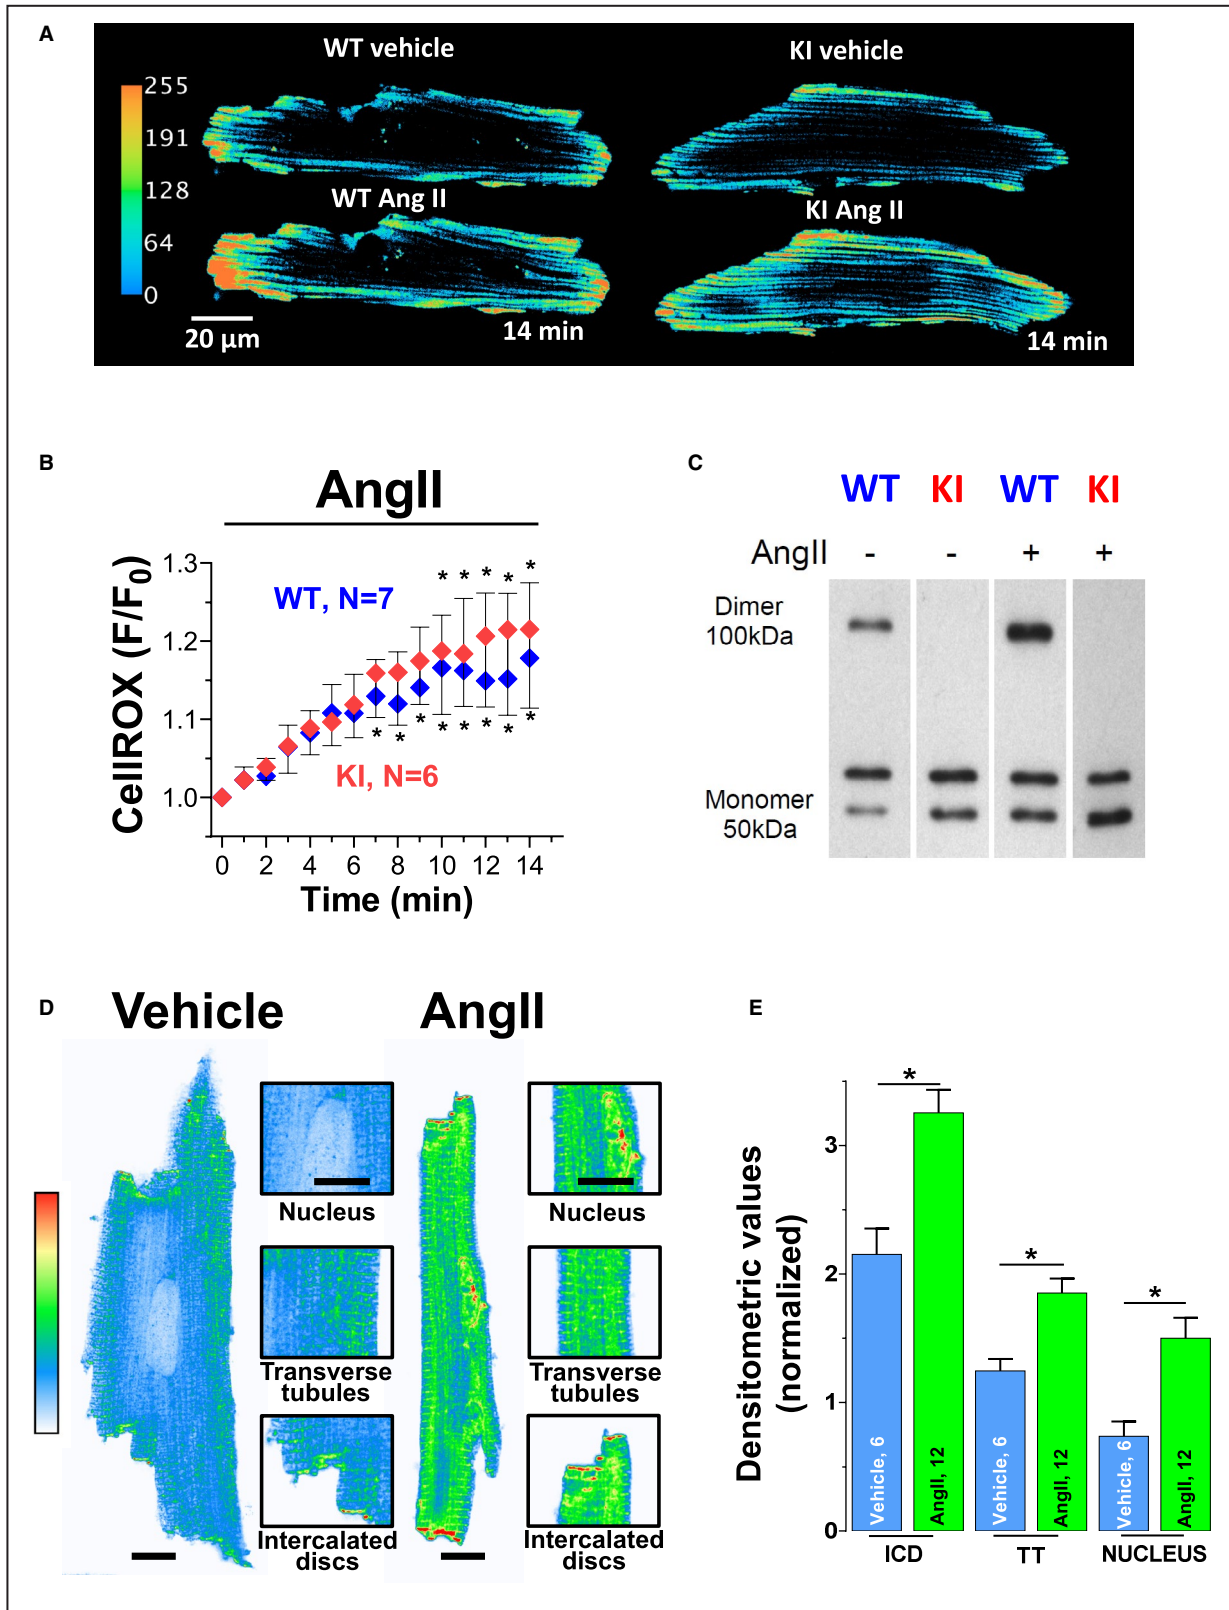 A
WT vehicle
KI vehicle
255
191
128
64
0
WT Ang II
KI Ang II
20 µm
14 min
14 min
B
AngII
CellROX (F/F0)
1.3
1.2
1.1
1.0
WT, N=7
KI, N=6
* * * * *
* * * * * * * *
0 2 4 6 8 10 12 14
Time (min)
C
WT KI WT KI
AngII - - + +
Dimer
100kDa
Monomer
50kDa
D
Vehicle
AngII
Nucleus
Nucleus
Transverse
tubules
Transverse
tubules
Intercalated
discs
Intercalated
discs
E
Densitometric values
(normalized)
3
2
1
0
*
*
*
Vehicle, 6
AngII, 12
Vehicle, 6
AngII, 12
Vehicle, 6
AngII, 12
ICD
TT
NUCLEUS